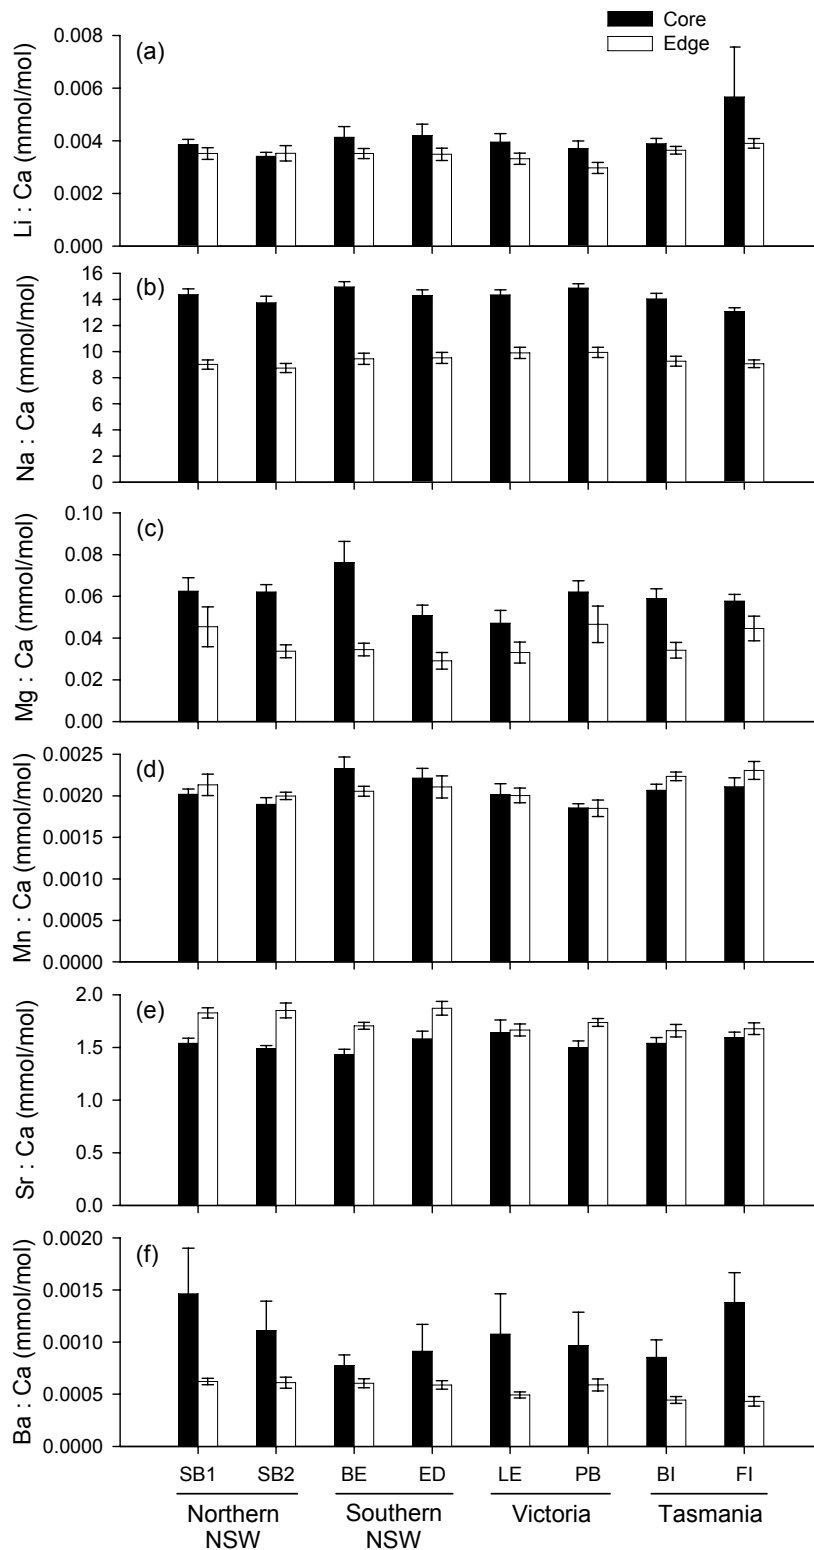 Core
Edge
(a)
0.008
0.006
0.004
0.002
0.000
Li : Ca (mmol/mol)
(b)
16
14
12
10
8
6
4
2
0
Na : Ca (mmol/mol)
(c)
0.10
0.08
0.06
0.04
0.02
0.00
Mg : Ca (mmol/mol)
(d)
0.0025
0.0020
0.0015
0.0010
0.0005
0.0000
Mn : Ca (mmol/mol)
(e)
2.0
1.5
1.0
0.5
0.0
Sr : Ca (mmol/mol)
(f)
0.0020
0.0015
0.0010
0.0005
0.0000
Ba : Ca (mmol/mol)
SB1 SB2 BE ED LE PB BI FI
Northern Southern Victoria Tasmania
NSW NSW